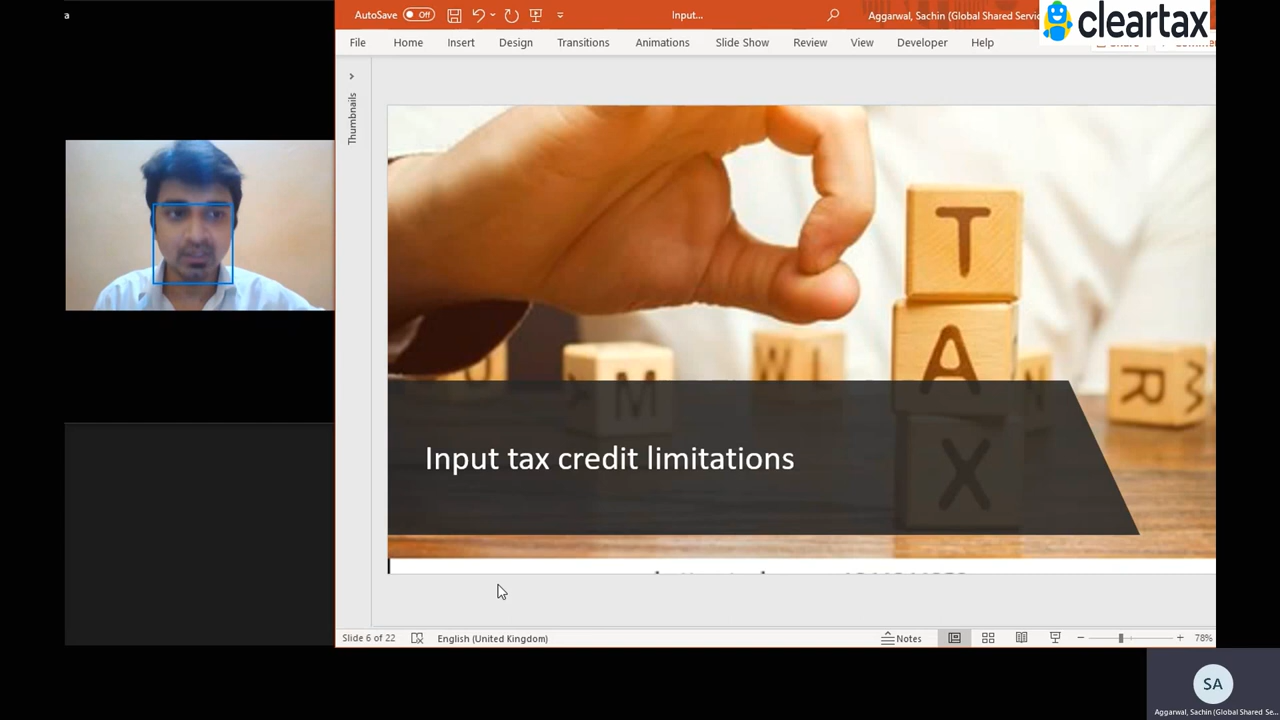 a
AutoSave Off Input... Aggarwal, Sachin (Global Shared Servic
cleartax
File Home Insert Design Transitions Animations Slide Show Review View Developer Help
Thumbnails
T
A
X
M
W
R
Input tax credit limitations
Slide 6 of 22 English (United Kingdom) Notes 78%
SA
Aggarwal, Sachin (Global Shared Se...